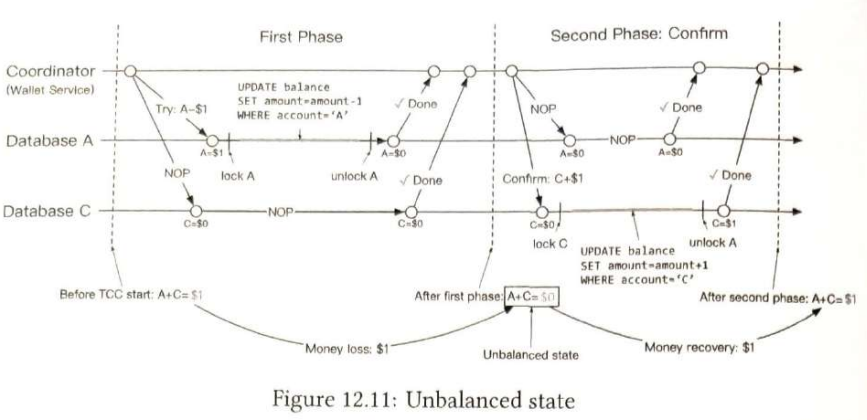 First Phase
Second Phase: Confirm
Coordinator
(Wallet Service)
Try: A-$1
UPDATE balance
SET amount=amount-1
WHERE account='A'
✓ Done
NOP
✓ Done
Database A
A=$1
lock A
unlock A
A=$0
A=$0
NOP
A=$0
NOP
✓ Done
Confirm: C+$1
✓ Done
Database C
C=$0
NOP
C=$0
C=$0
lock C
UPDATE balance
SET amount=amount+1
WHERE account='C'
unlock A
C=$1
Before TCC start: A+C= $1
After first phase: A+C= $0
After second phase: A+C= $1
Money loss: $1
Unbalanced state
Money recovery: $1
Figure 12.11: Unbalanced state